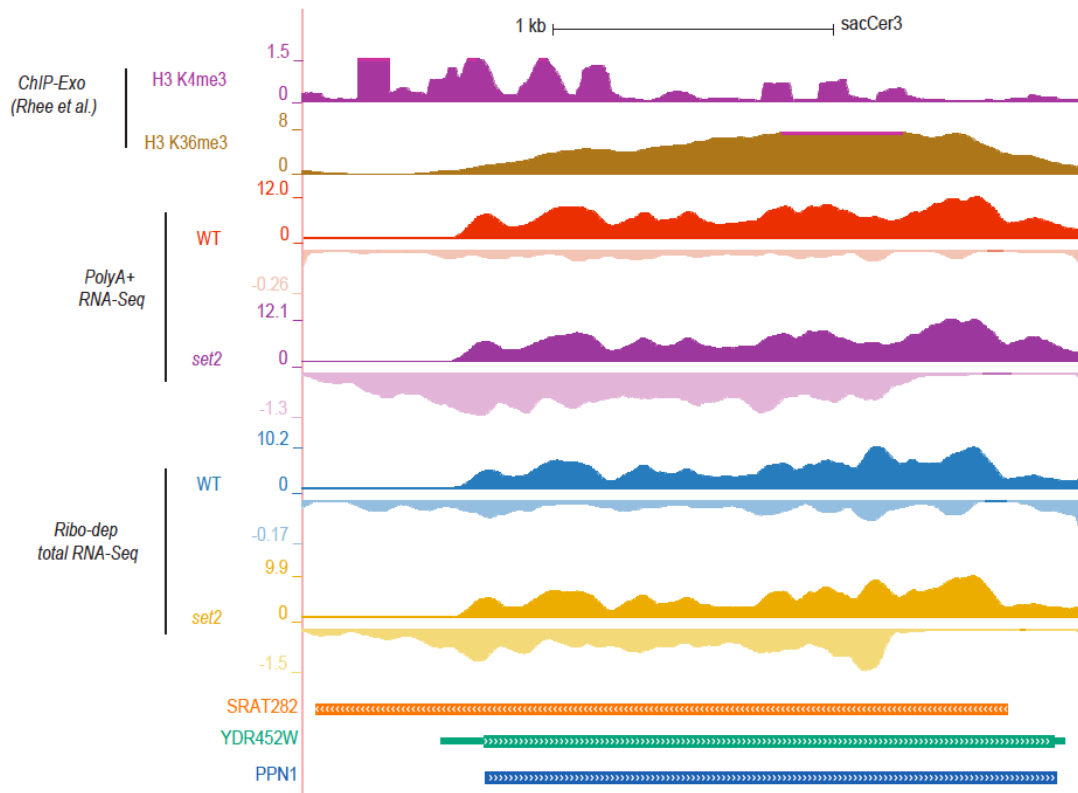 1 kb sacCer3
ChIP-Exo
(Rhee et al.)
H3 K4me3
1.5
0
H3 K36me3
8
0
PolyA+
RNA-Seq
WT
12.0
0
-0.26
set2
12.1
0
-1.3
Ribo-dep
total RNA-Seq
WT
10.2
0
-0.17
set2
9.9
0
-1.5
SRAT282
YDR452W
PPN1